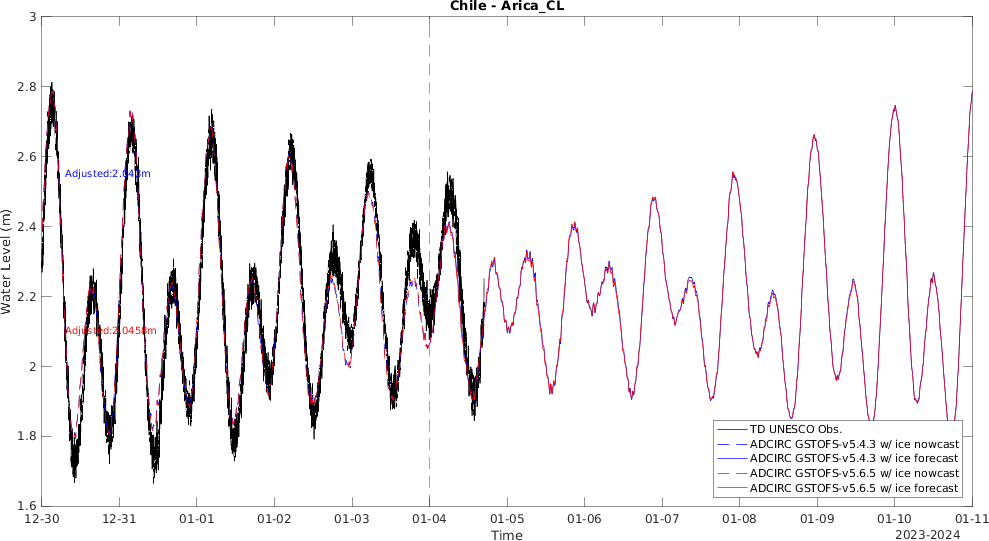 Chile - Arica_CL
3
2.8
2.6
2.4
2.2
2
1.8
1.6
Water Level (m)
Adjusted:2.043m
Adjusted:2.0458m
12-30
12-31
01-01
01-02
01-03
01-04
01-05
01-06
01-07
01-08
01-09
01-10
01-11
Time
2023-2024
TD UNESCO Obs.
ADCIRC GSTOFS-v5.4.3 w/ ice nowcast
ADCIRC GSTOFS-v5.4.3 w/ ice forecast
ADCIRC GSTOFS-v5.6.5 w/ ice nowcast
ADCIRC GSTOFS-v5.6.5 w/ ice forecast